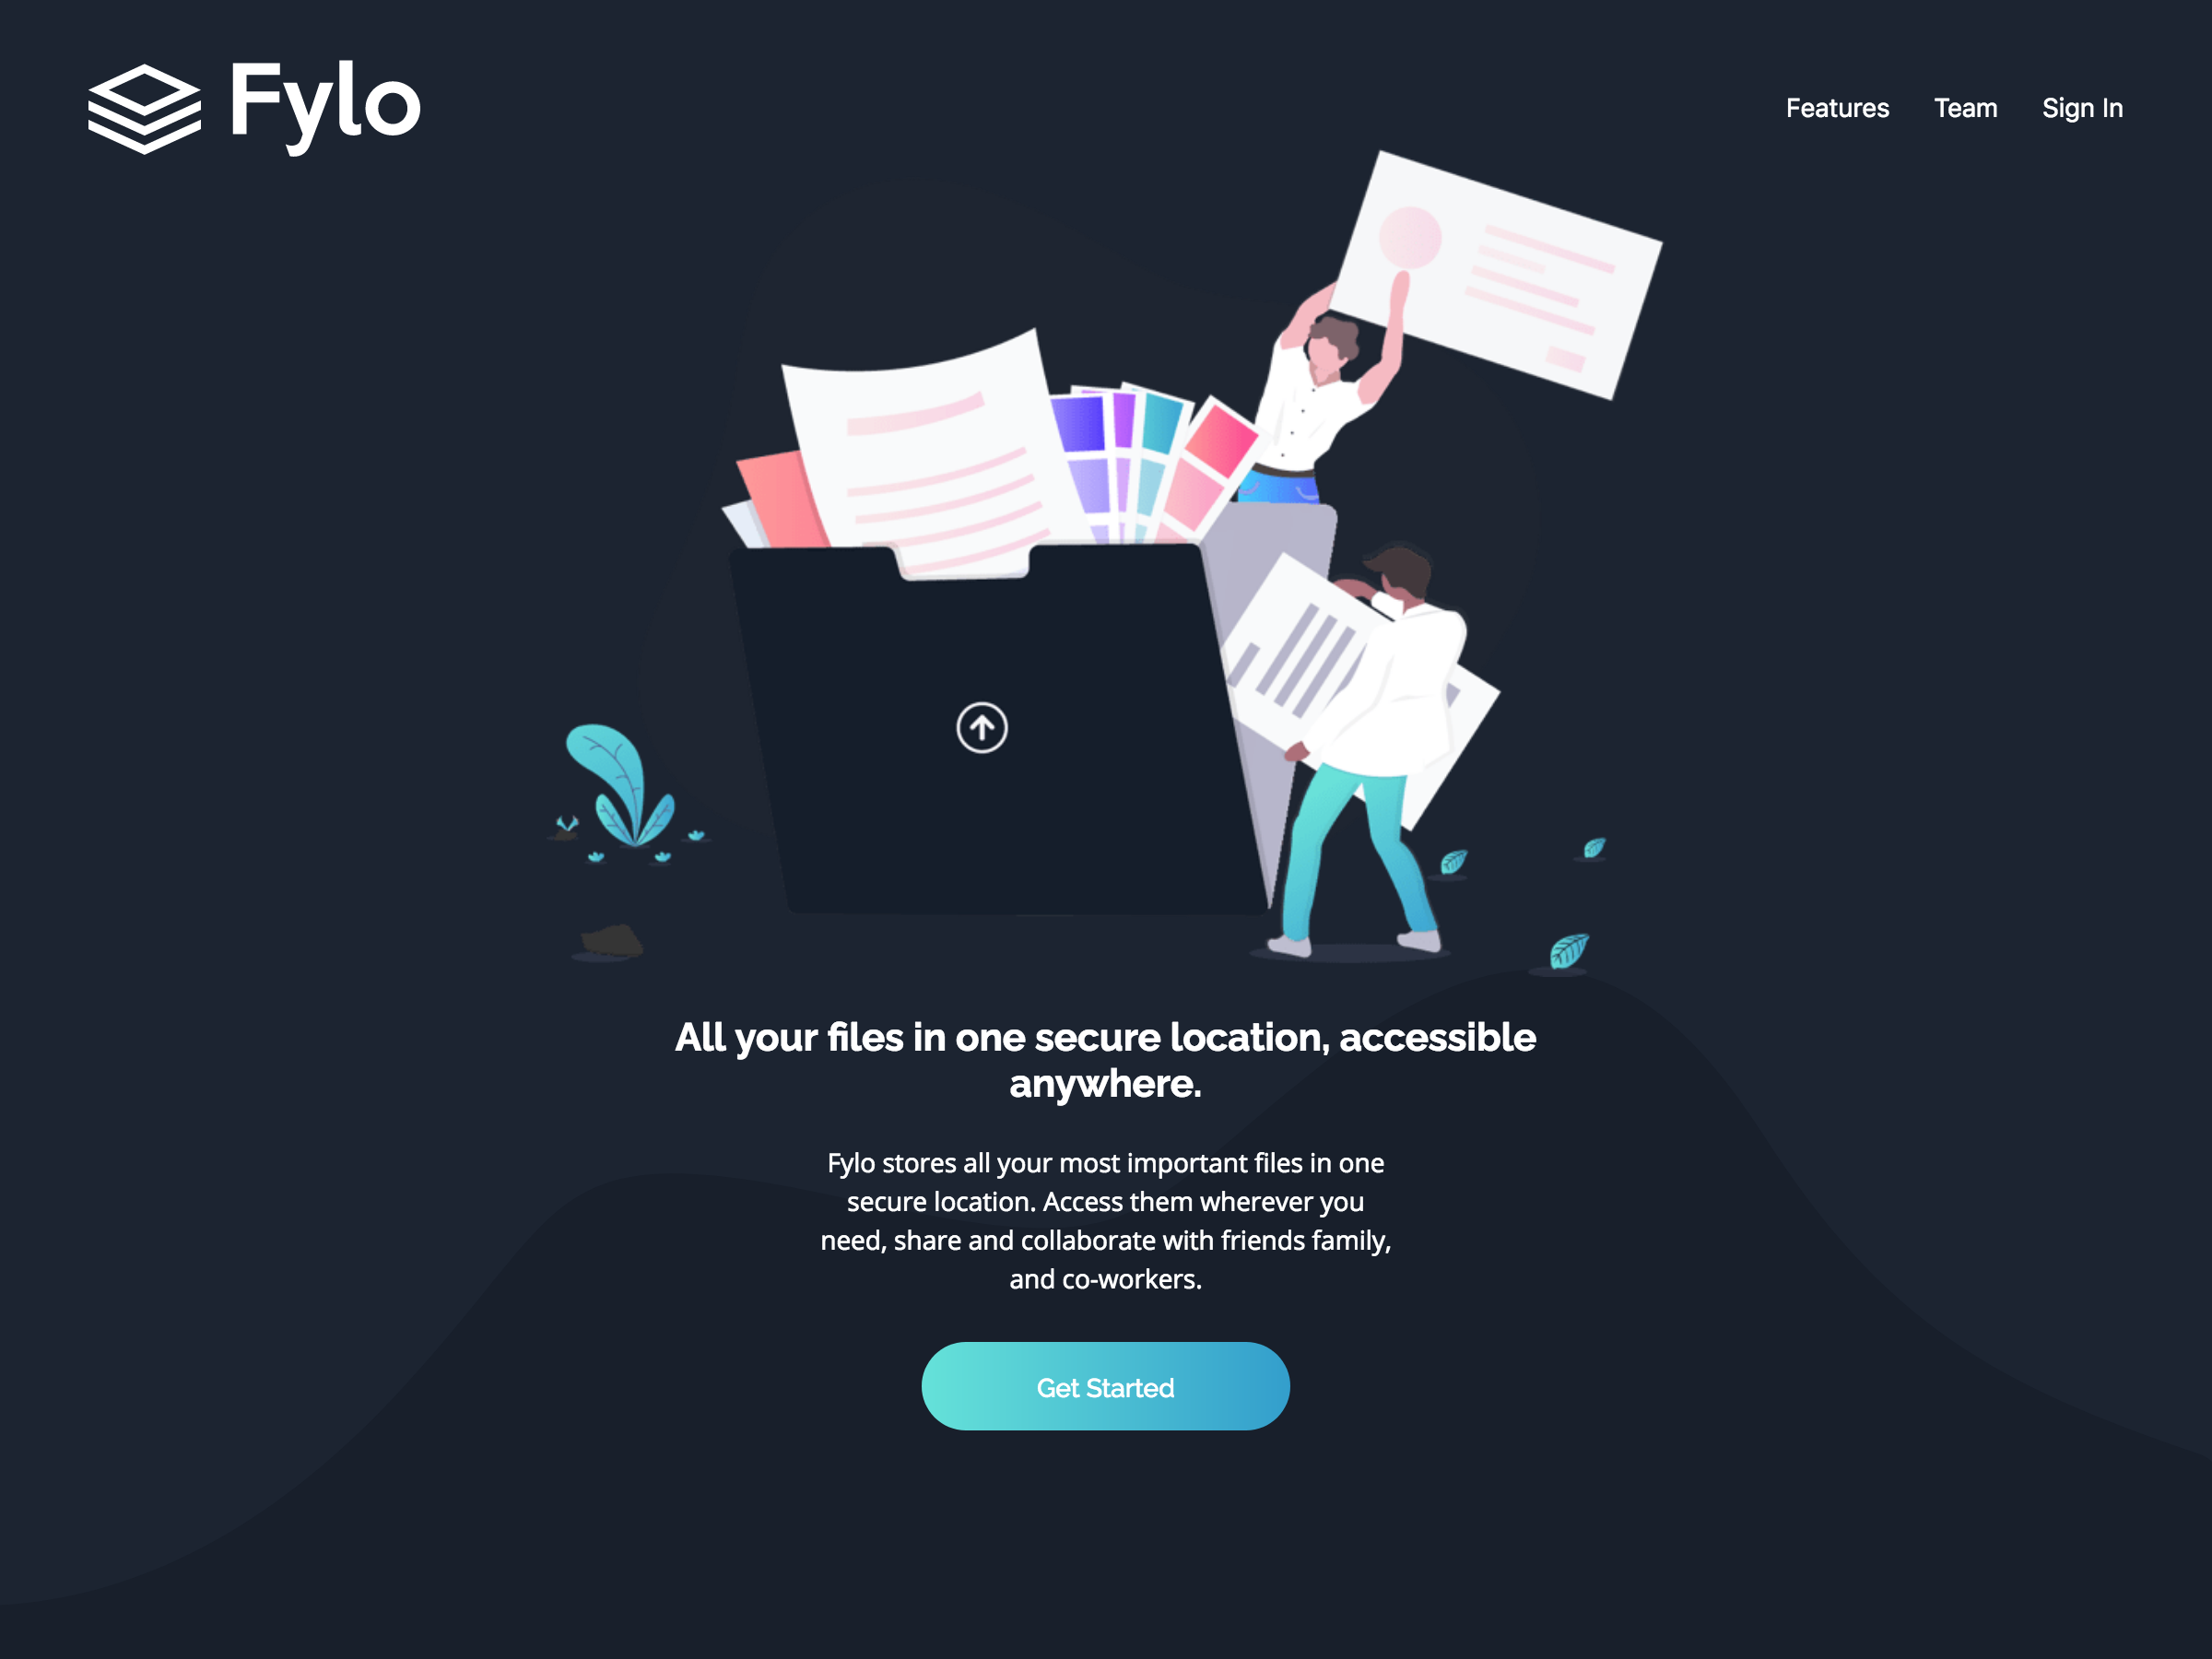 Fylo
Features Team Sign In
All your files in one secure location, accessible
anywhere.
Fylo stores all your most important files in one
secure location. Access them wherever you
need, share and collaborate with friends family,
and co-workers.
Get Started